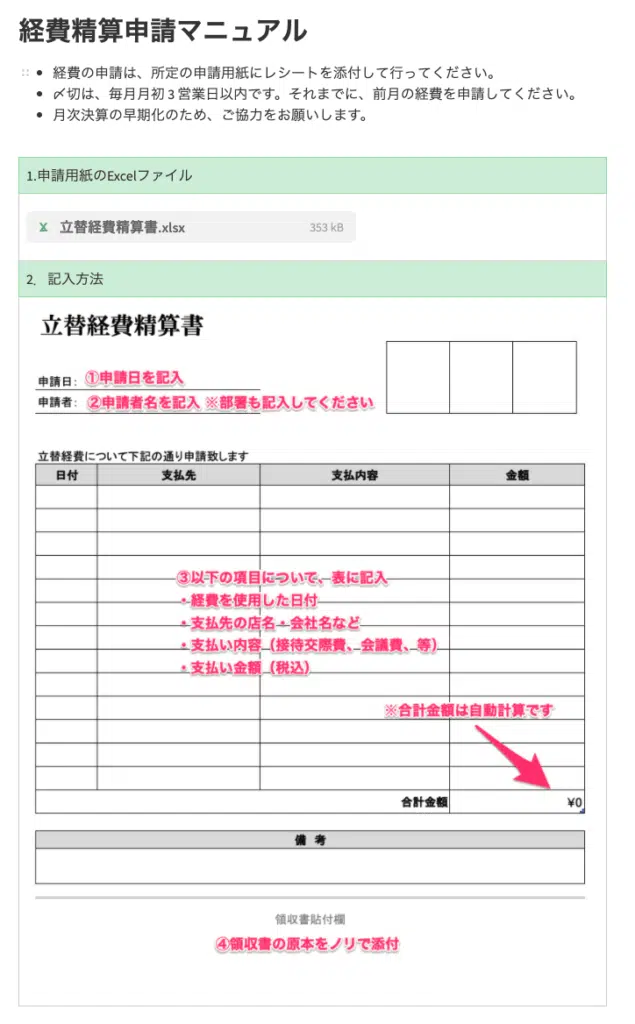 経費精算申請マニュアル
• 経費の申請は、所定の申請用紙にレシートを添付して行ってください。
• 〆切は、毎月月初３営業日以内です。それまでに、前月の経費を申請してください。
• 月次決算の早期化のため、ご協力をお願いします。
1.申請用紙のExcelファイル
立替経費精算書.xlsx 353 kB
2. 記入方法
立替経費精算書
申請日： ①申請日を記入
申請者： ②申請者名を記入 ※部署も記入してください
立替経費について下記の通り申請致します
日付 支払先 支払内容 金額
③以下の項目について、表に記入
・経費を使用した日付
・支払先の店名・会社名など
・支払い内容（接待交際費、会議費、等）
・支払い金額（税込）
※合計金額は自動計算です
合計金額 ¥0
備 考
領収書貼付欄
④領収書の原本をノリで添付